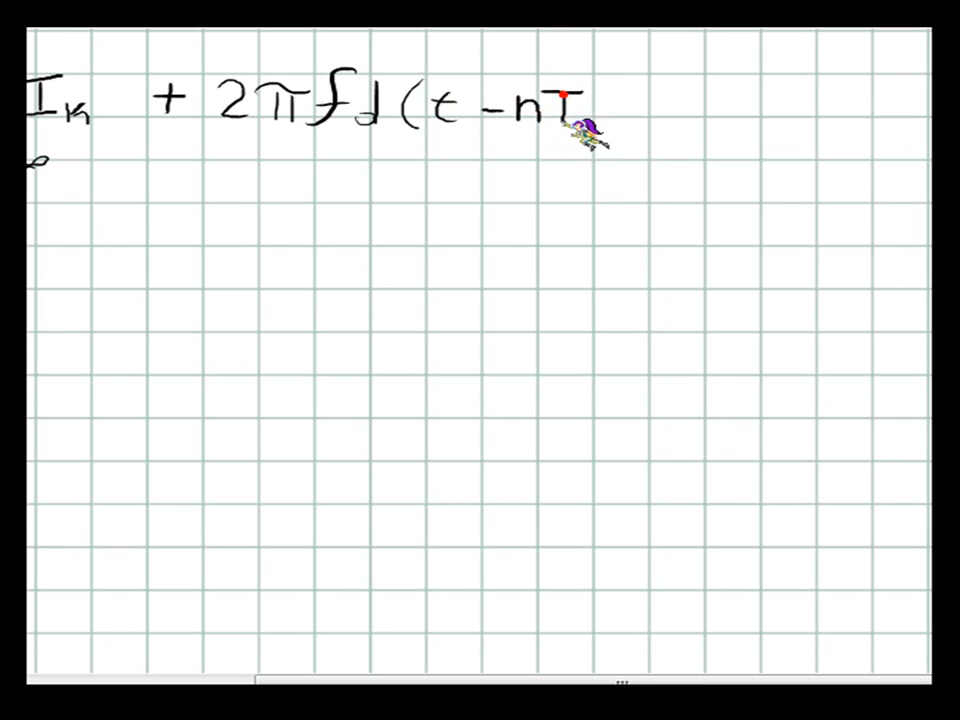 Iₖ + 2πfd(t-nT
∞